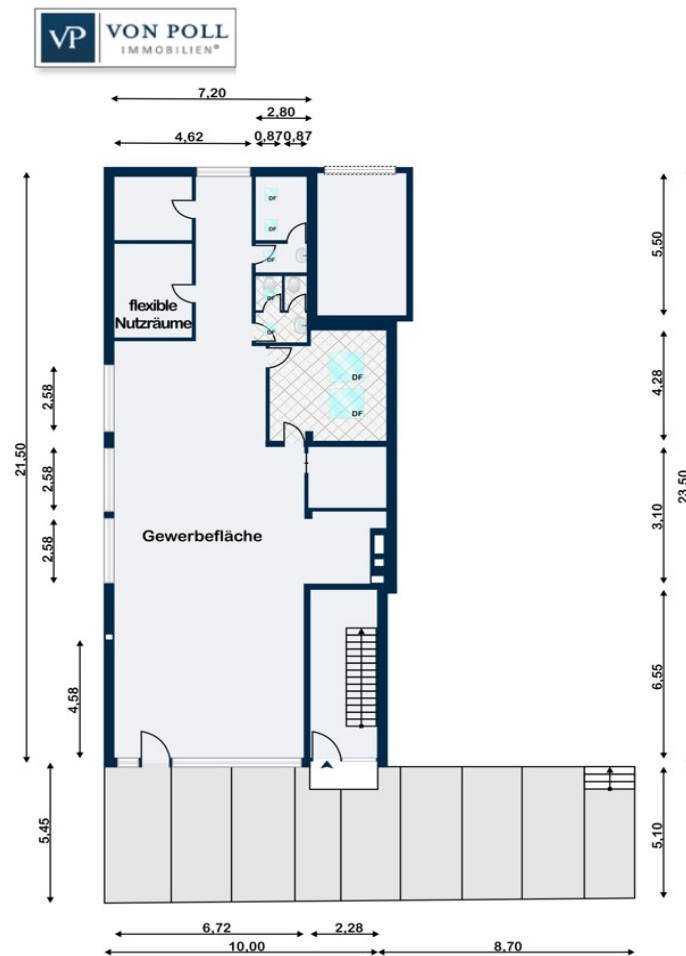 VP VON POLL
IMMOBILIEN®
7,20
2,80
4,62
0,87 0,87
DF
DF
DF
DF
DF
flexible
Nutzräume
DF
DF
Gewerbefläche
21,50
2,58
2,58
2,58
4,58
5,45
5,50
4,28
3,10
23,50
6,55
5,10
6,72
2,28
10,00
8,70